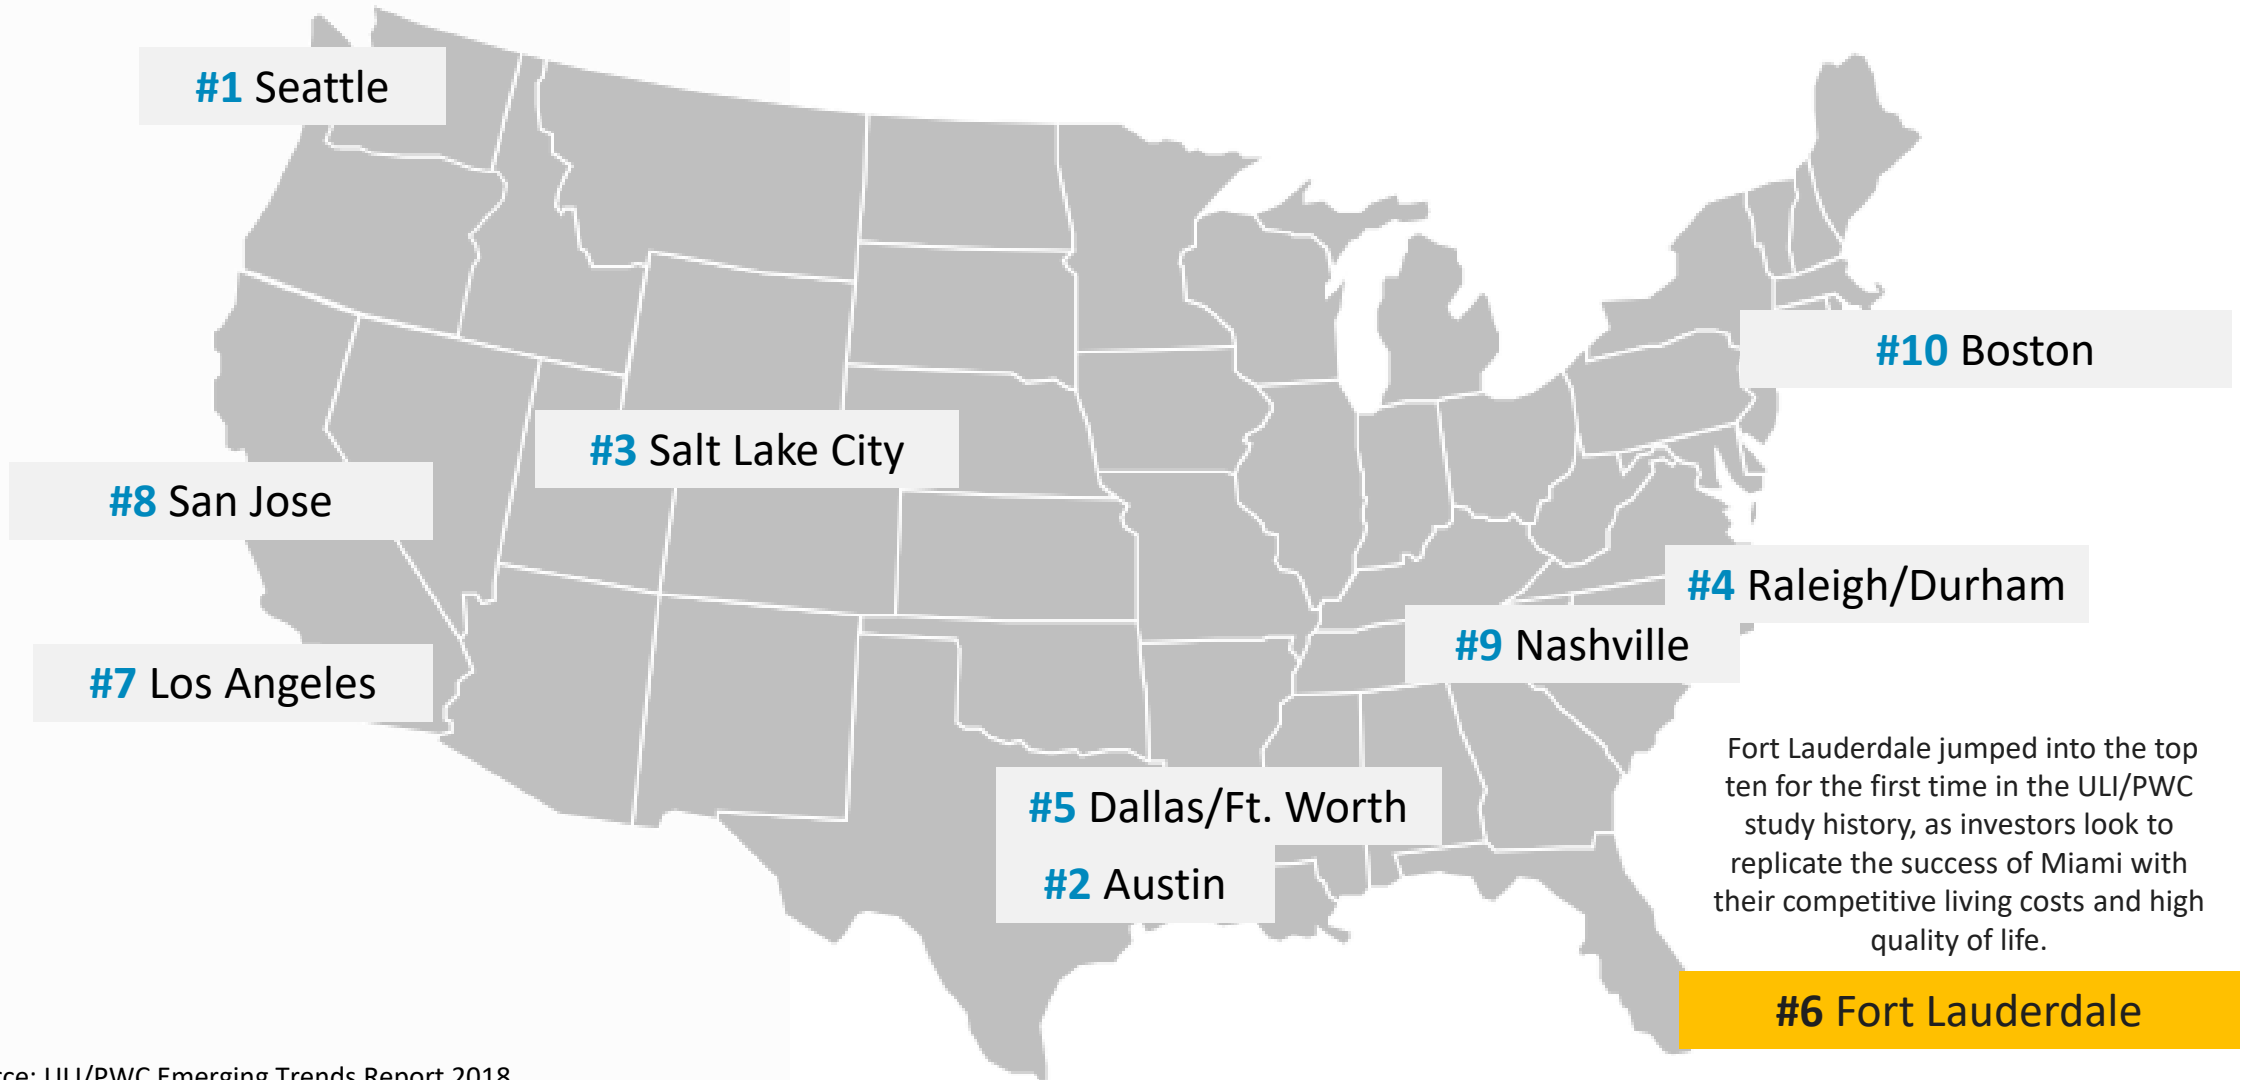 #1 Seattle
#10 Boston
#3 Salt Lake City
#8 San Jose
#4 Raleigh/Durham
#9 Nashville
#7 Los Angeles
Fort Lauderdale jumped into the top
ten for the first time in the ULI/PWC
study history, as investors look to
replicate the success of Miami with
their competitive living costs and high
quality of life.
#5 Dallas/Ft. Worth
#2 Austin
#6 Fort Lauderdale
rce: ULI/PWC Emerging Trends Report 2018